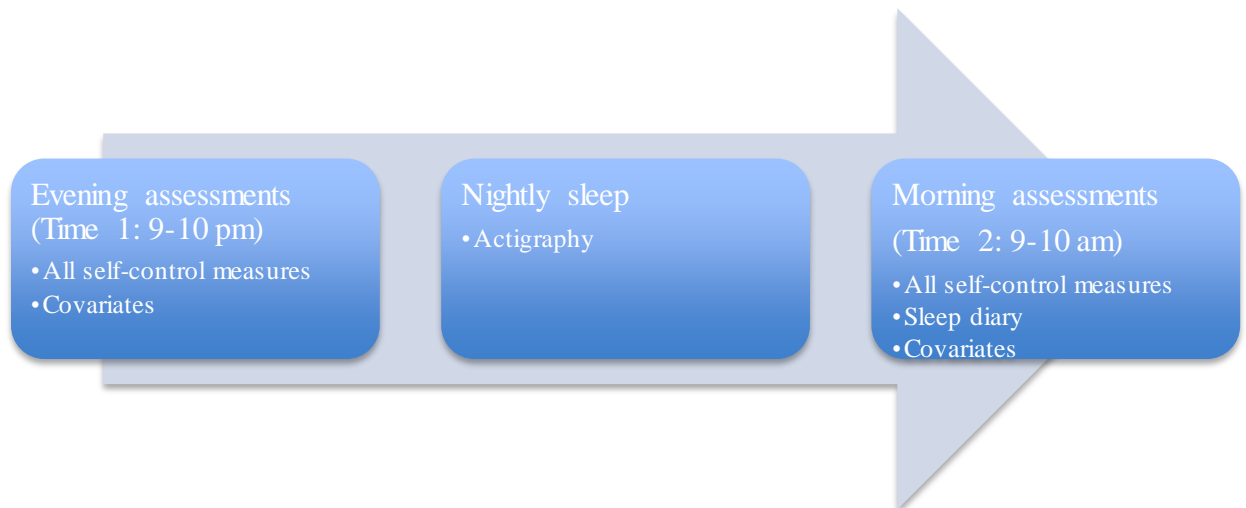 Evening assessments
(Time 1: 9-10 pm)
•All self-control measures
•Covariates
Nightly sleep
•Actigraphy
Morning assessments
(Time 2: 9-10 am)
•All self-control measures
•Sleep diary
•Covariates